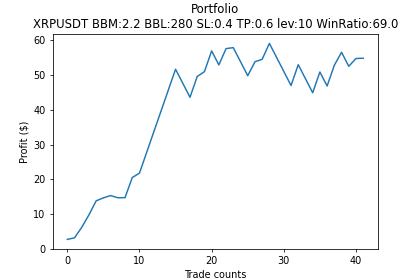 Portfolio
XRPUSDT BBM:2.2 BBL:280 SL:0.4 TP:0.6 lev:10 WinRatio:69.0
60
50
40
30
20
10
0
Profit ($)
0 10 20 30 40
Trade counts